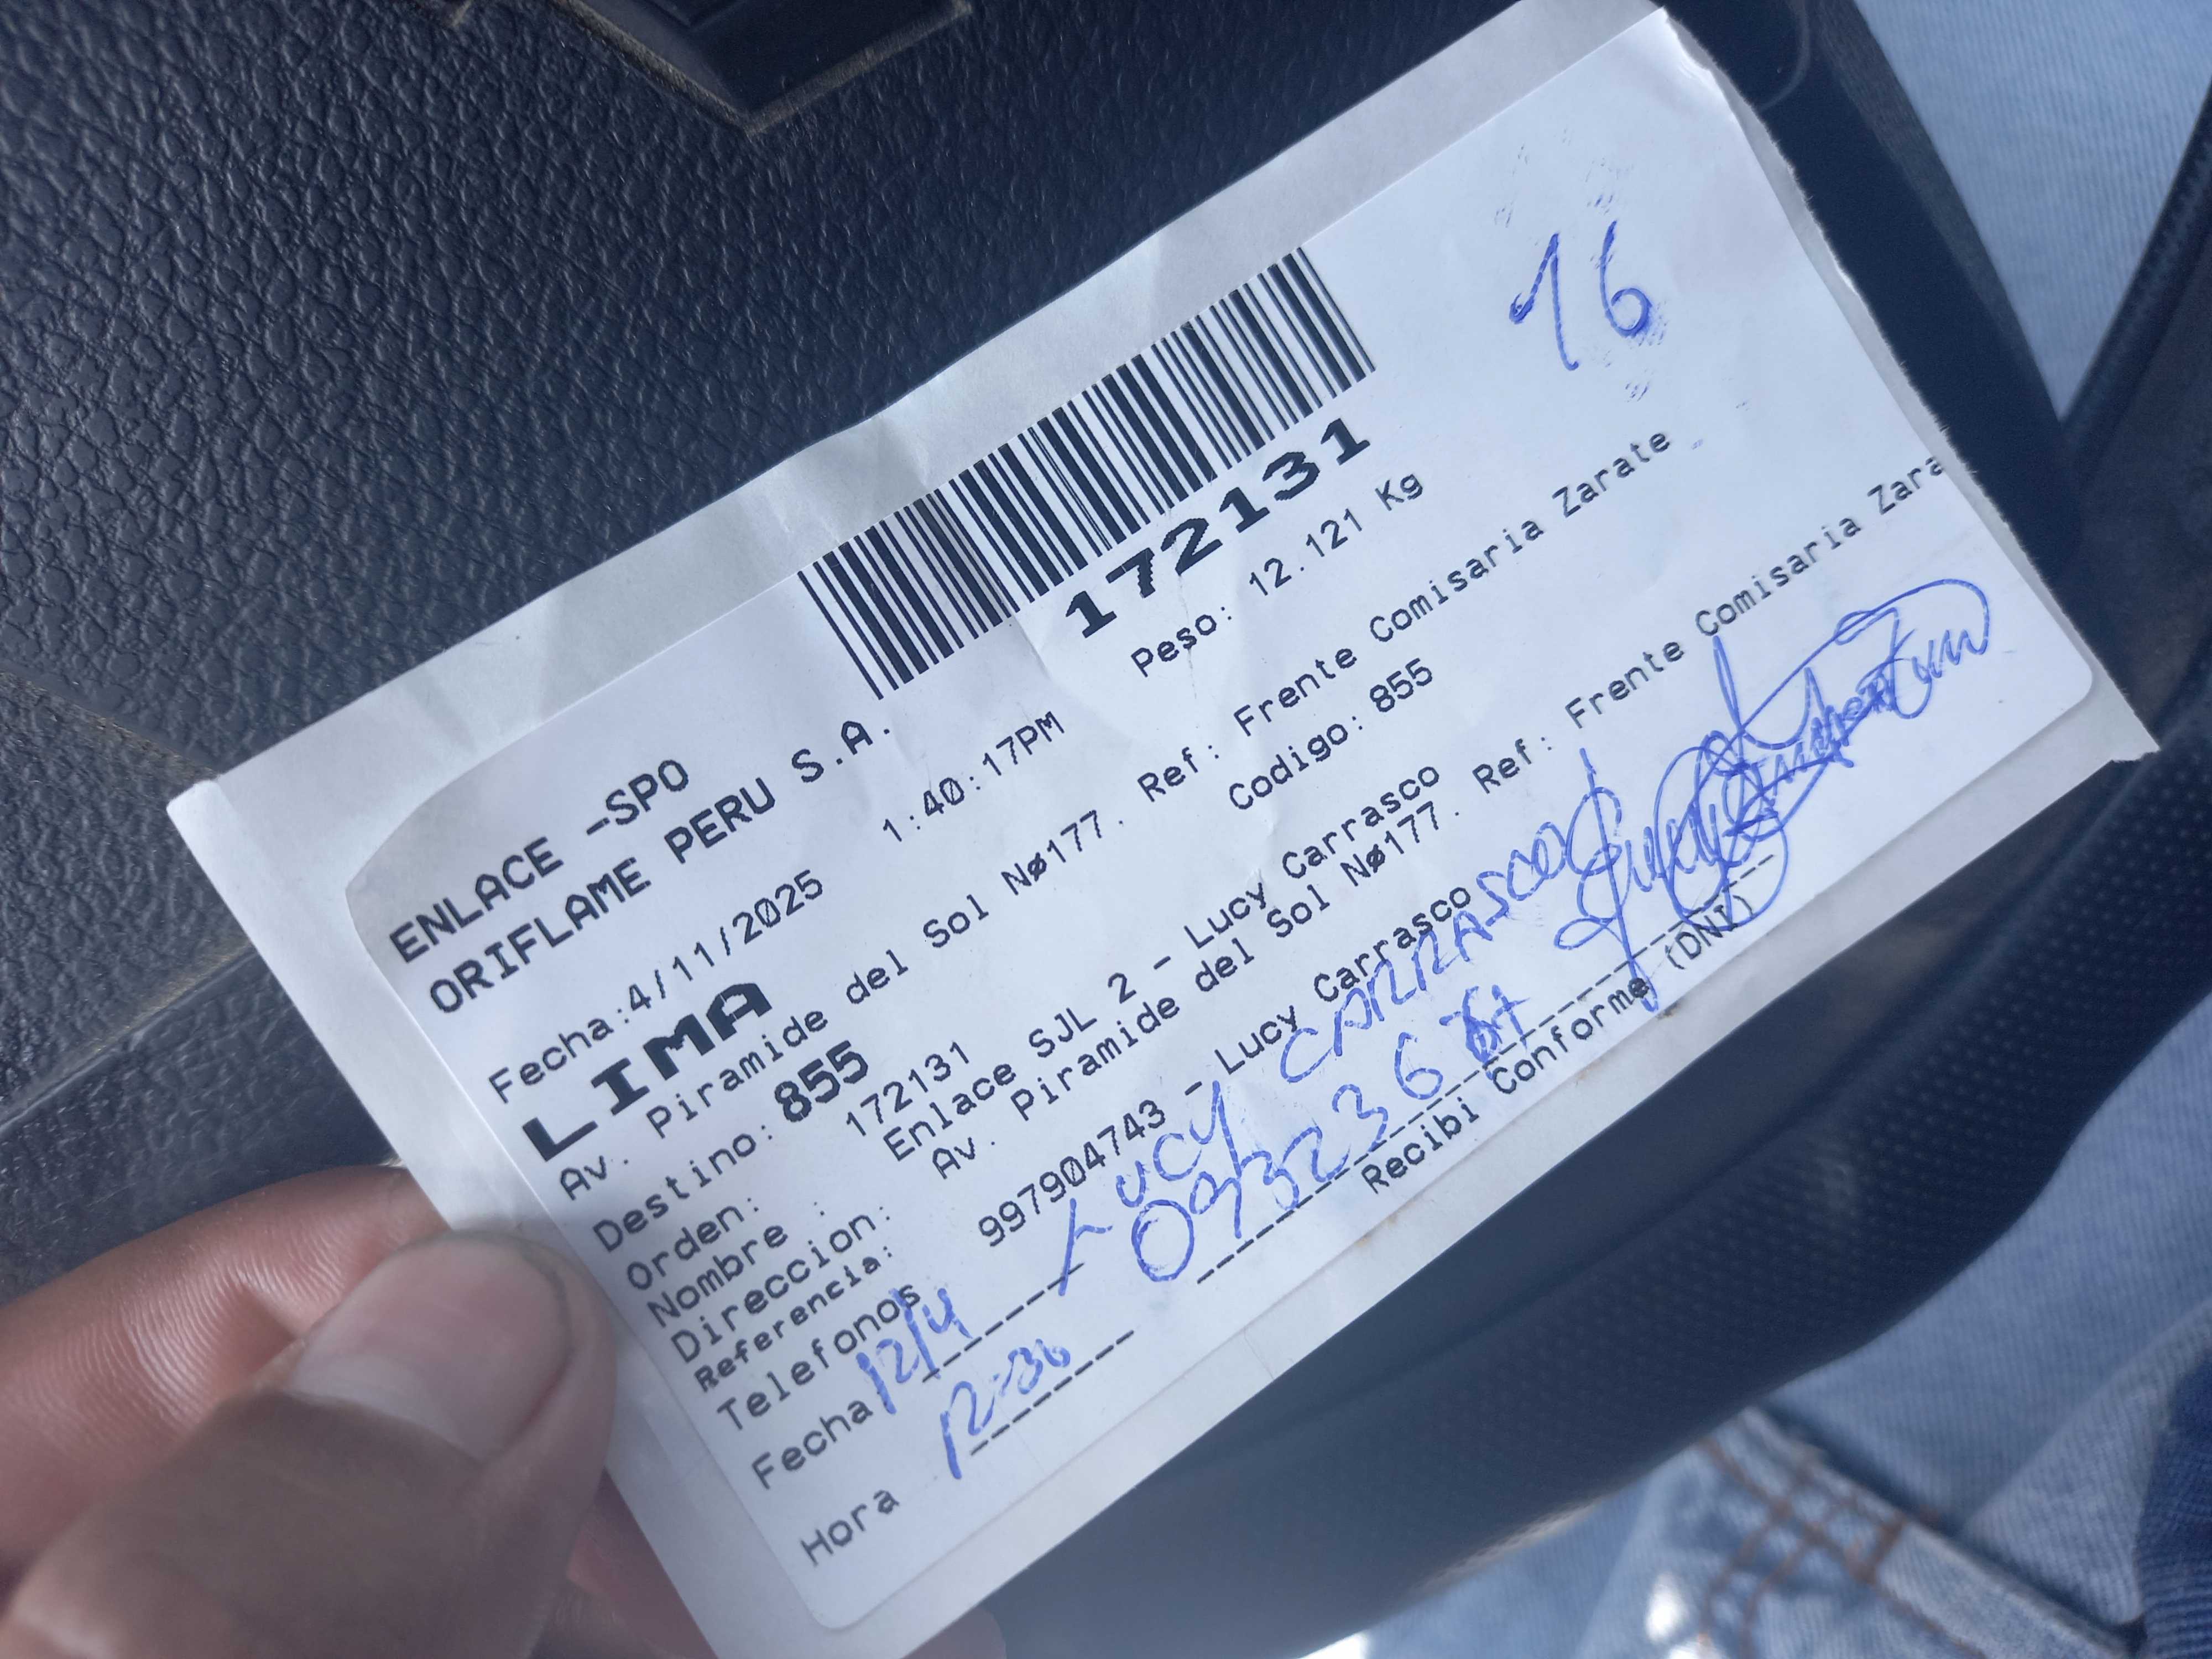 16
172131
Peso: 12.121 Kg
ENLACE -SPO
ORIFLAME PERU S.A.
Fecha:4/11/2025 1:40:17PM
LIMA
Av. Piramide del Sol Nø177. Ref: Frente Comisaria Zarate
Destino: 855 Codigo: 855
Orden: 172131
Nombre : Enlace SJL 2 - Lucy Carrasco
Direccion: Av. Piramide del Sol Nø177. Ref: Frente Comisaria Zara
Referencia:
Telefonos 997904743 - Lucy Carrasco
Fecha 12/4 Lucy CARRASCO
Hora 12-36
Recibi Conforme (DNI)